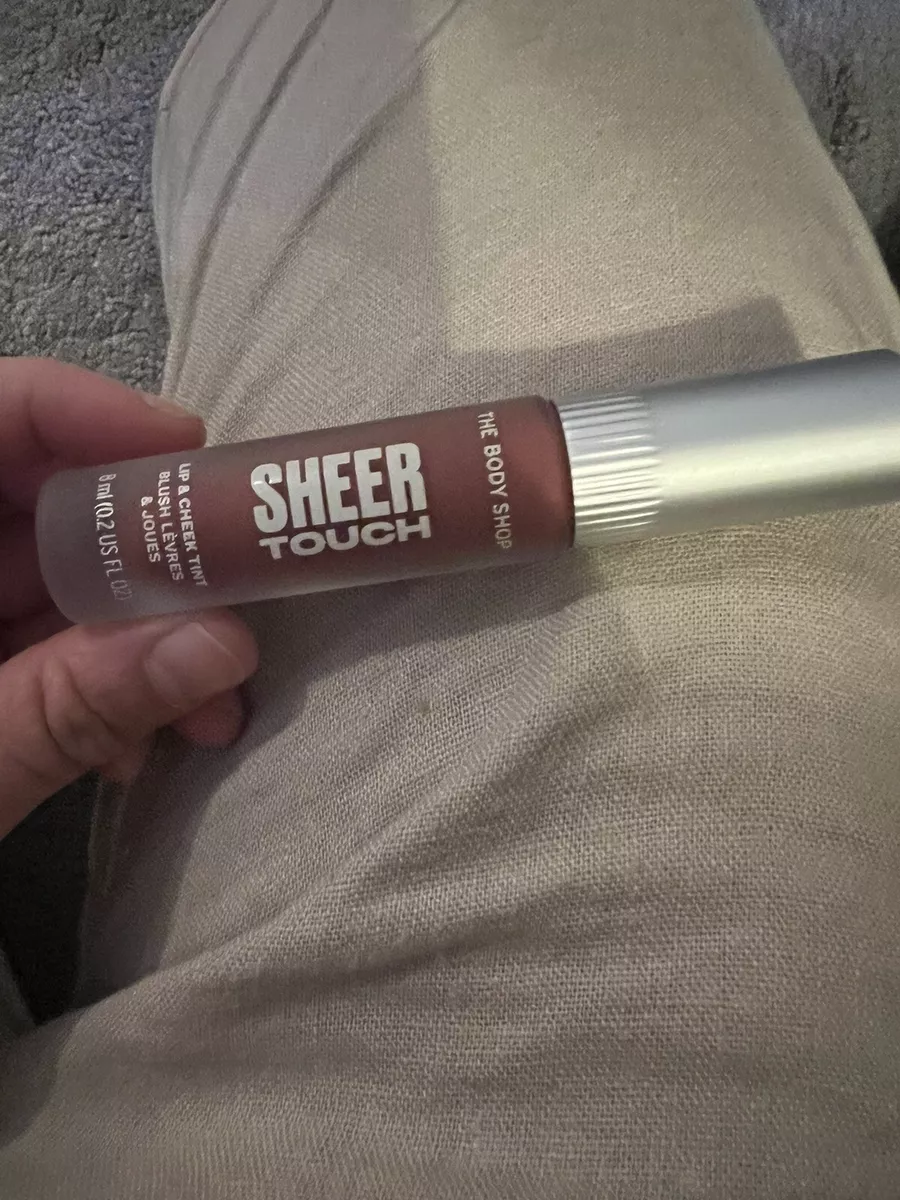 THE BODY SHOP
SHEER
TOUCH
LIP & CHEEK TINT
BLUSH LÈVRES
& JOUES
8 ml (0.2 US FL OZ)